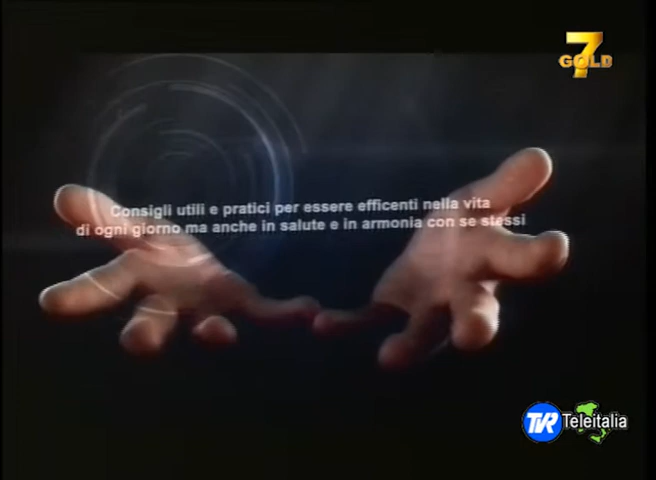 7
GOLD
Consigli utili e pratici per essere efficenti nella vita
di ogni giorno ma anche in salute e in armonia con se stessi
TVR Teleitalia